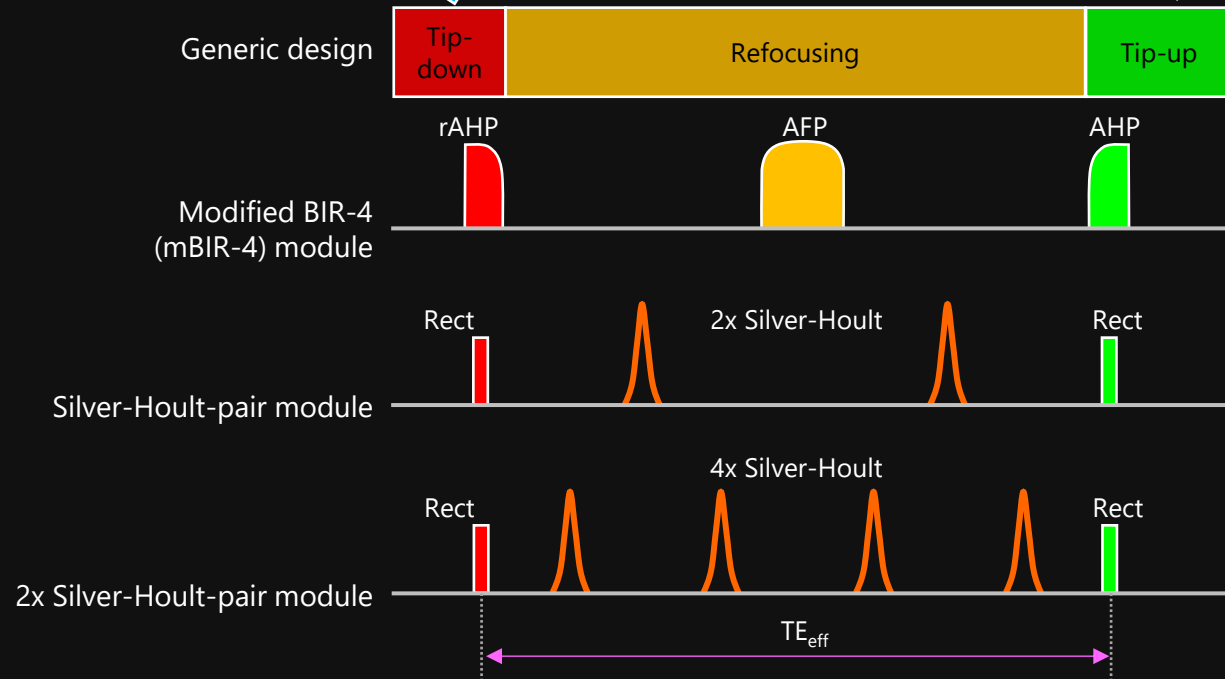 Generic design
Tip-
down
Refocusing
Tip-up
rAHP
AFP
AHP
Modified BIR-4
(mBIR-4) module
Rect
2x Silver-Hoult
Rect
Silver-Hoult-pair module
4x Silver-Hoult
Rect
Rect
2x Silver-Hoult-pair module
TEeff